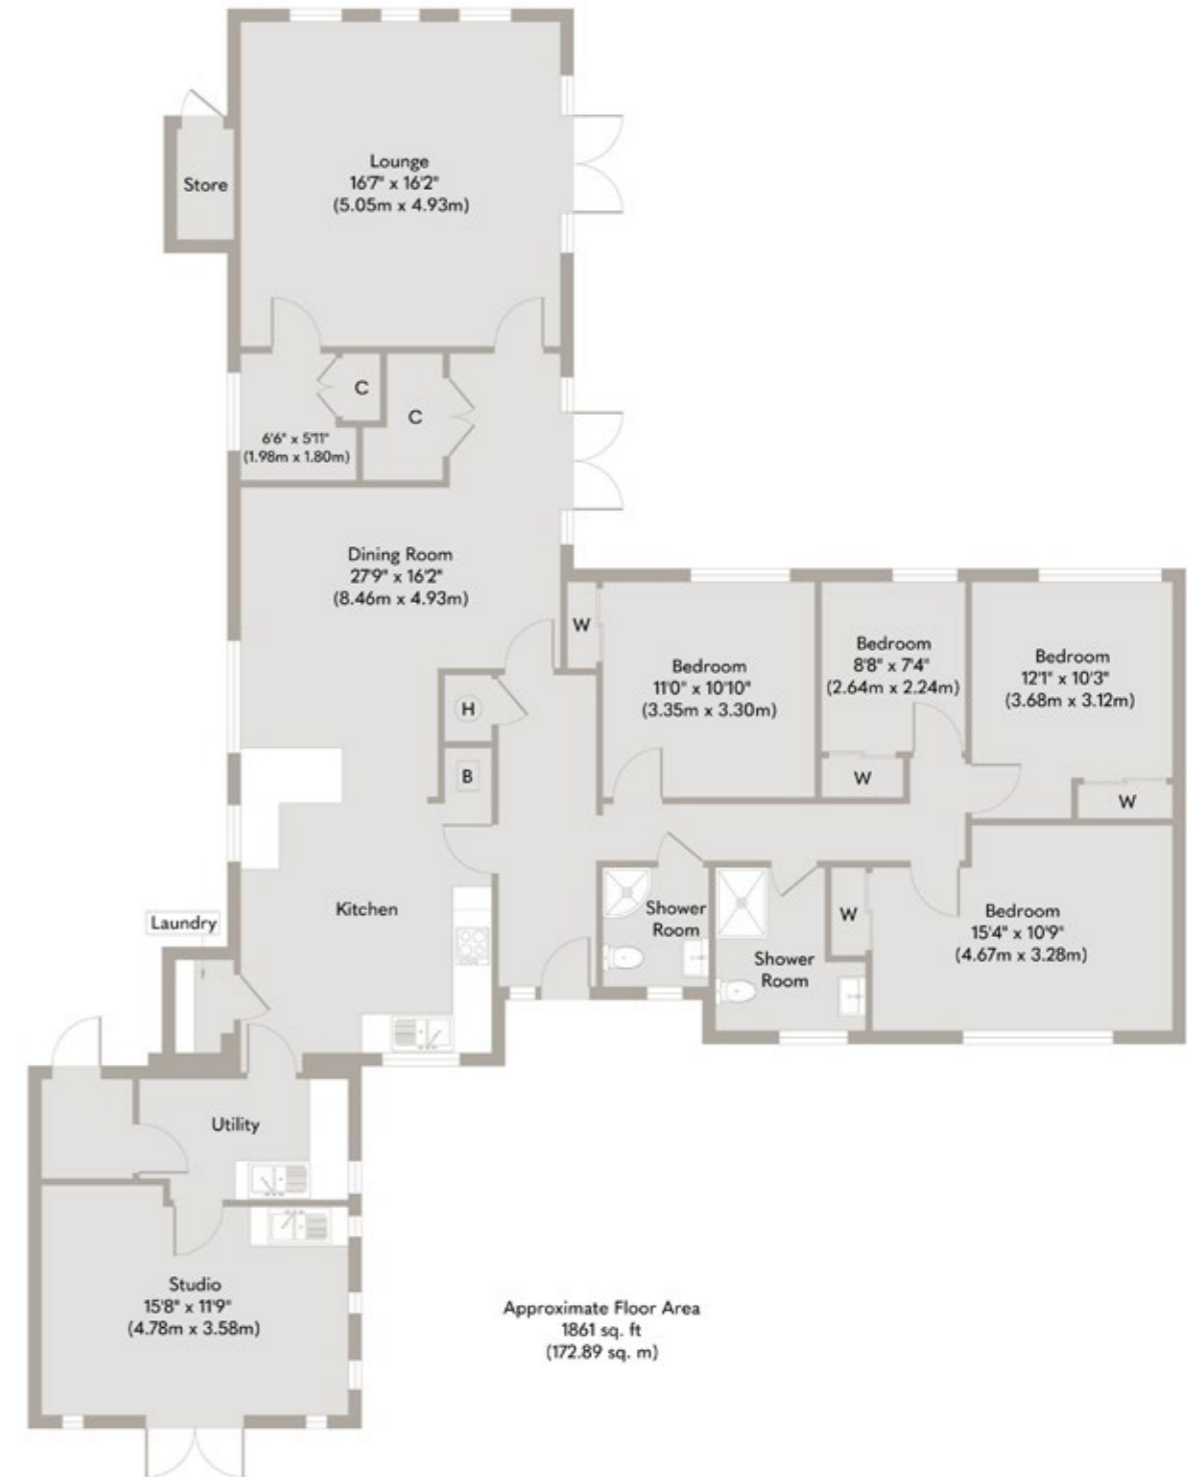 Lounge
16'7" x 16'2"
(5.05m x 4.93m)
Store
C
C
6'6" x 5'11"
(1.98m x 1.80m)
Dining Room
27'9" x 16'2"
(8.46m x 4.93m)
W
Bedroom
11'0" x 10'10"
(3.35m x 3.30m)
Bedroom
8'8" x 7'4"
(2.64m x 2.24m)
W
Bedroom
12'1" x 10'3"
(3.68m x 3.12m)
W
H
B
Kitchen
Laundry
Shower
Room
Shower
Room
W
Bedroom
15'4" x 10'9"
(4.67m x 3.28m)
Utility
Studio
15'8" x 11'9"
(4.78m x 3.58m)
Approximate Floor Area
1861 sq. ft
(172.89 sq. m)